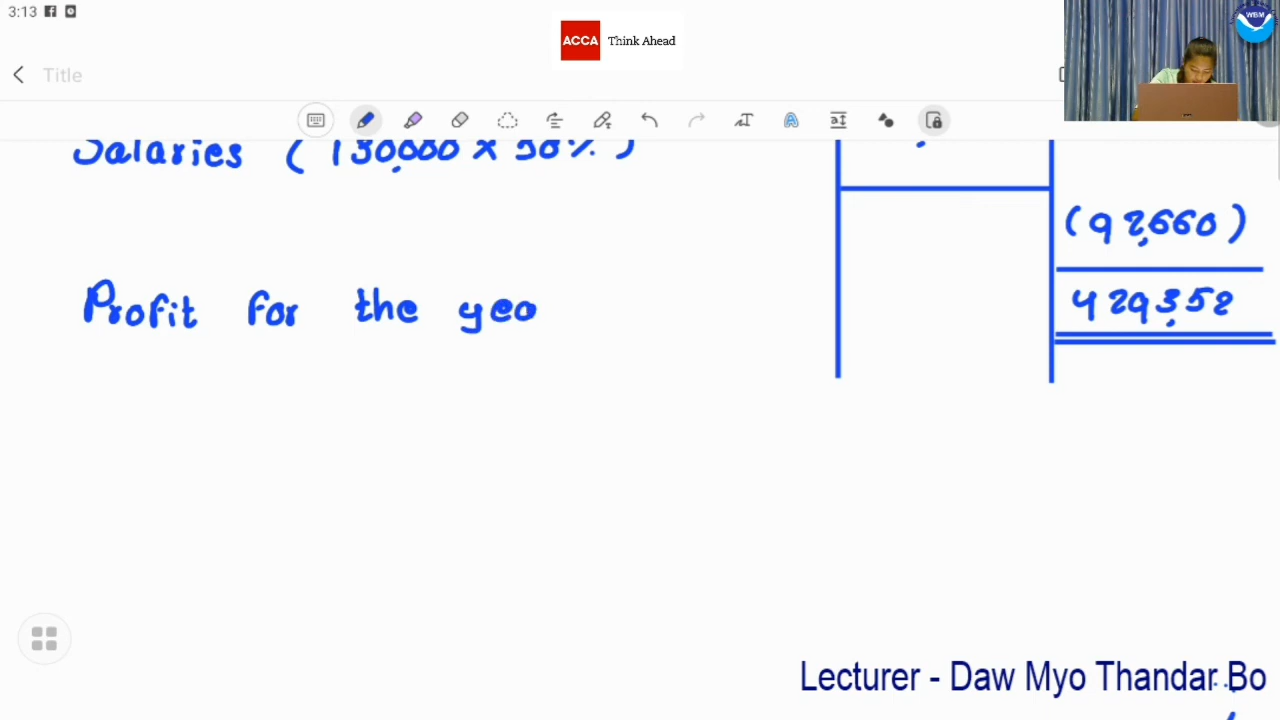 3:13
ACCA Think Ahead
WBM
Title
Salaries ( 130,000 x 50% )
(92,660)
Profit for the yea
429,352
Lecturer - Daw Myo Thandar Bo